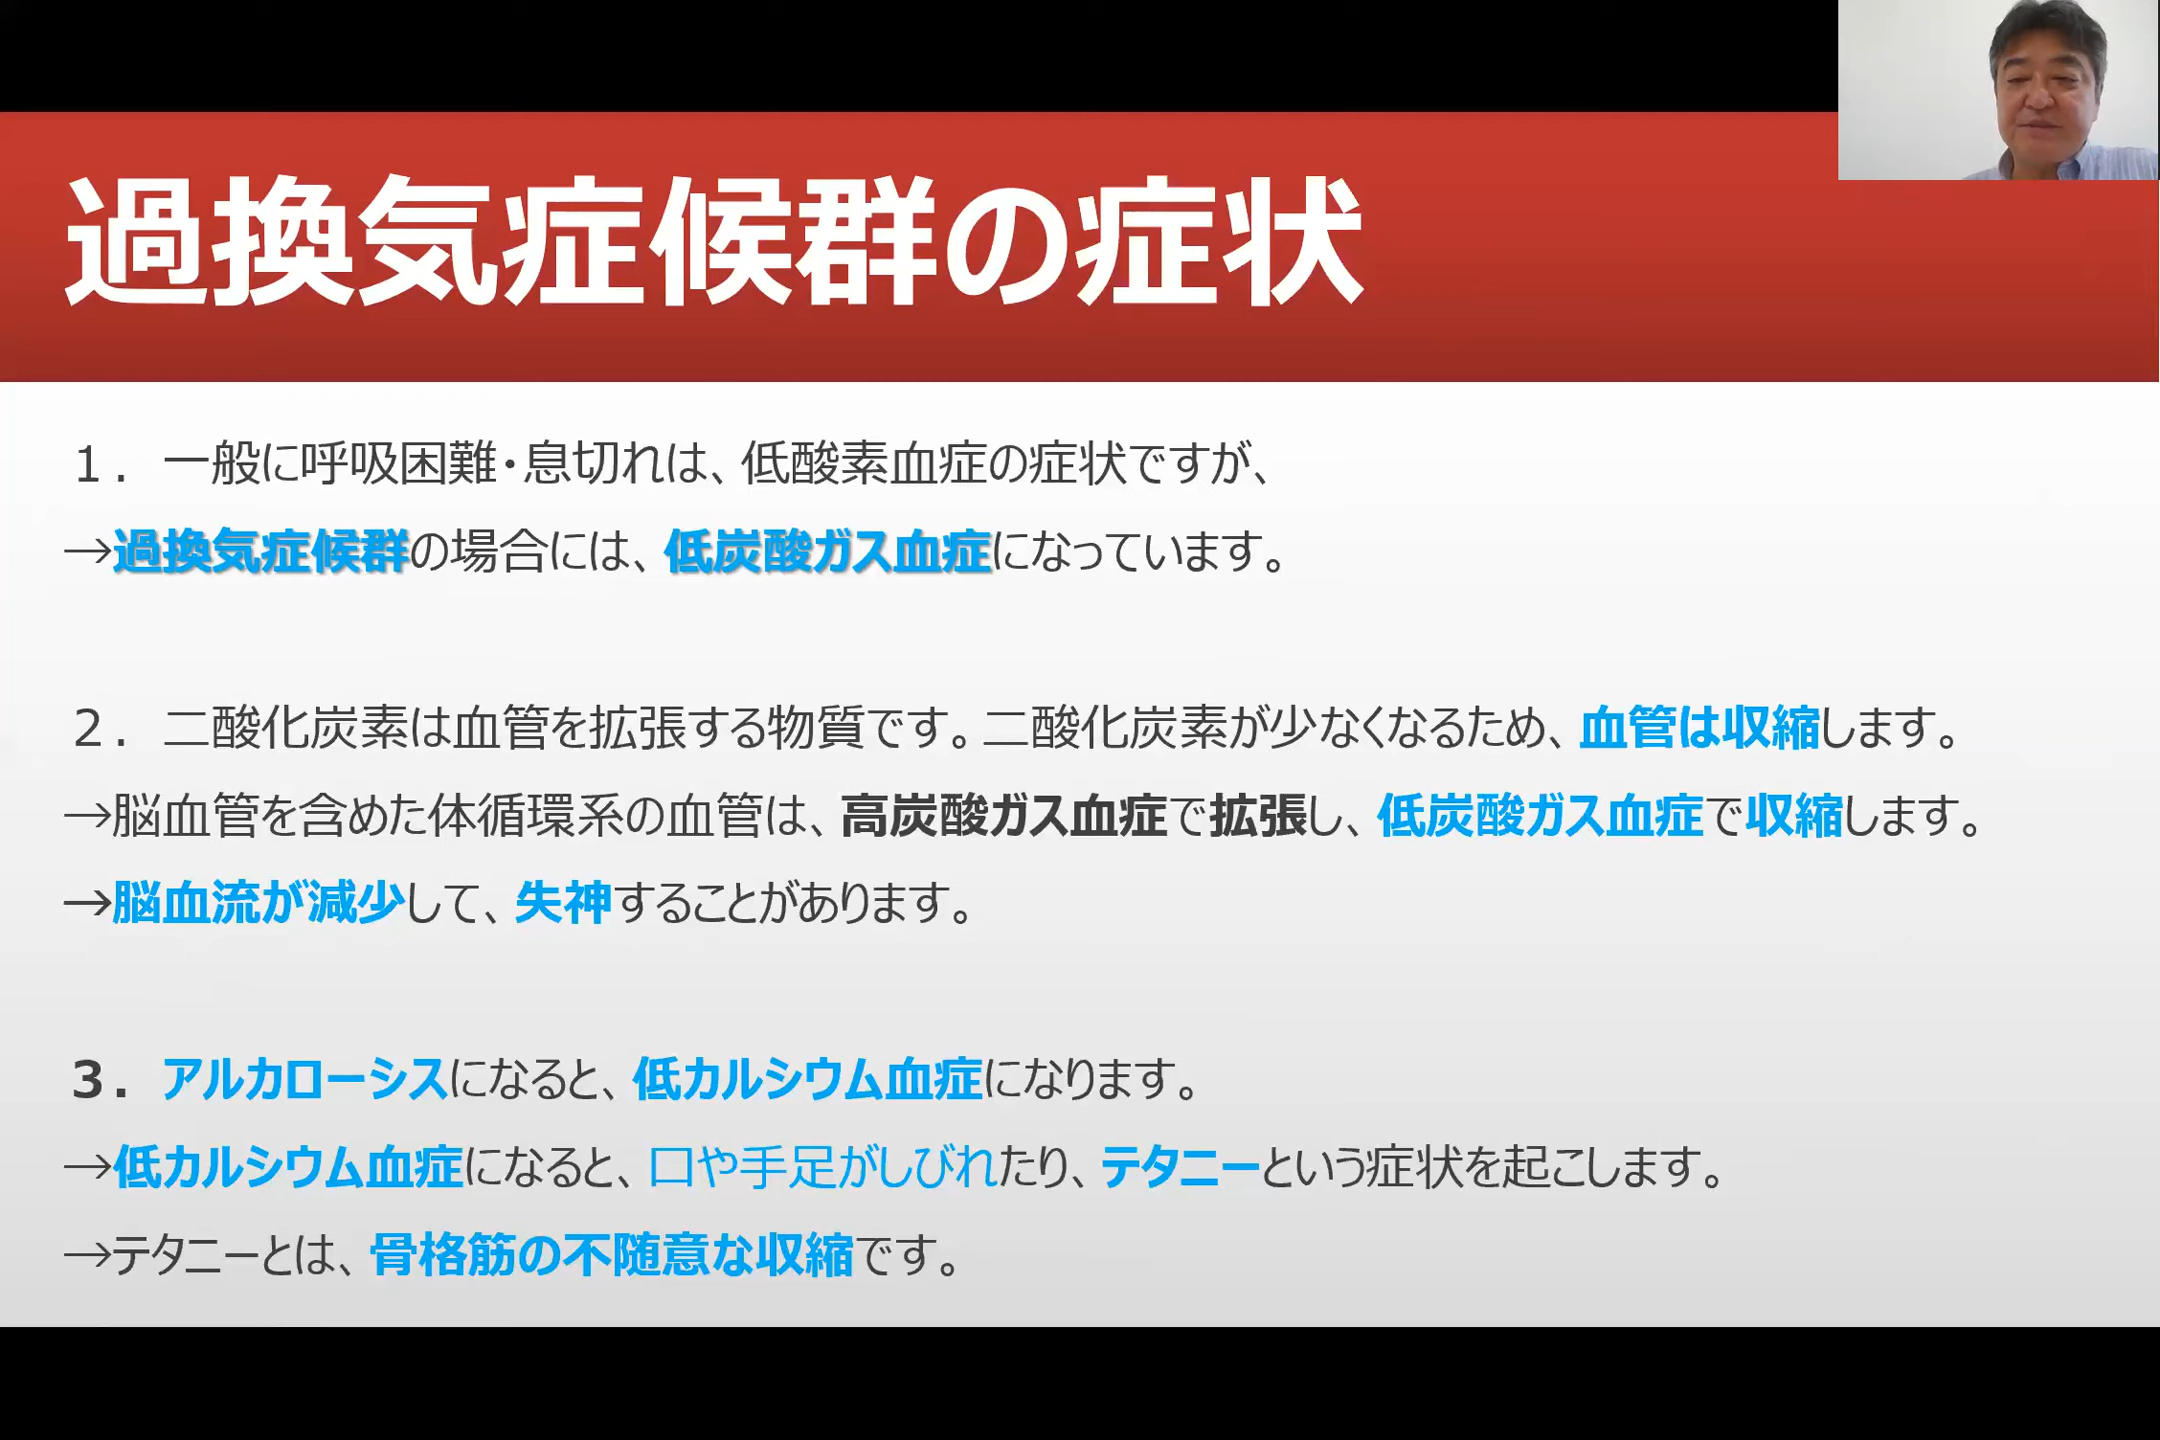 過換気症候群の症状
１．一般に呼吸困難・息切れは、低酸素血症の症状ですが、
→過換気症候群の場合には、低炭酸ガス血症になっています。
２．二酸化炭素は血管を拡張する物質です。二酸化炭素が少なくなるため、血管は収縮します。
→脳血管を含めた体循環系の血管は、高炭酸ガス血症で拡張し、低炭酸ガス血症で収縮します。
→脳血流が減少して、失神することがあります。
３．アルカローシスになると、低カルシウム血症になります。
→低カルシウム血症になると、口や手足がしびれたり、テタニーという症状を起こします。
→テタニーとは、骨格筋の不随意な収縮です。